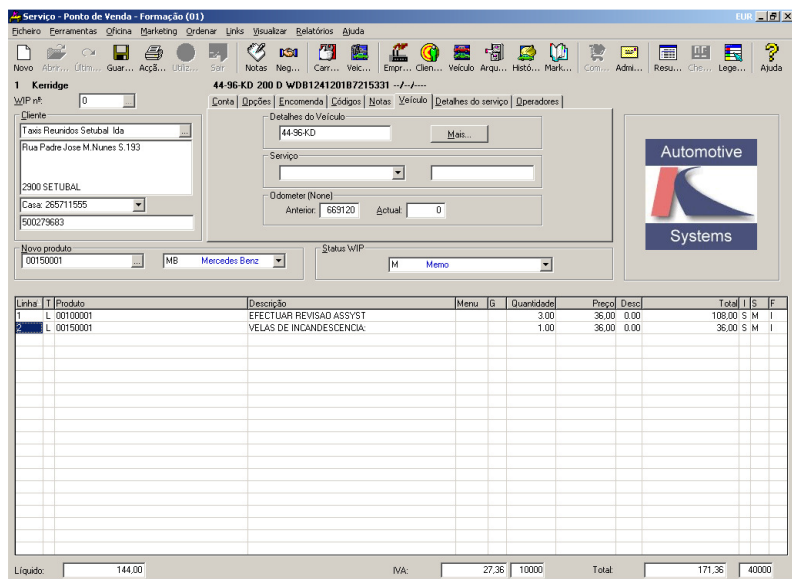 Serviço - Ponto de Venda - Formação (01) EUR
Ficheiro Ferramentas Oficina Marketing Ordenar Links Visualizar Relatórios Ajuda
Novo Abrir... Últim... Guar... Acçã... Utiliz... Sair Notas Neg... Carr... Veic... Empr... Clien... Veículo Arqu... Histó... Mark... Com... Admi... Resu... Che... Lege... Ajuda
1 Kerridge 44-96-KD 200 D WDB1241201B7215331 --/--/----
WIP nº: 0 ...
Conta Opções Encomenda Códigos Notas Veículo Detalhes do serviço Operadores
Cliente
Taxis Reunidos Setubal lda ...
Rua Padre Jose M.Nunes S.193
2900 SETUBAL
Casa: 265711555
500279683
Detalhes do Veículo
44-96-KD Mais...
Serviço
Odometer (None)
Anterior: 669120 Actual: 0
Automotive
Systems
Novo produto
00150001 ... MB Mercedes Benz
Status WIP
M Memo
Linha T Produto Descrição Menu G Quantidade Preço Desc Total I S F
1 L 00100001 EFECTUAR REVISAO ASSYST 3.00 36,00 0.00 108,00 S M I
2 L 00150001 VELAS DE INCANDESCENCIA: 1.00 36,00 0.00 36,00 S M I
Líquido: 144,00 IVA: 27,36 10000 Total: 171,36 40000